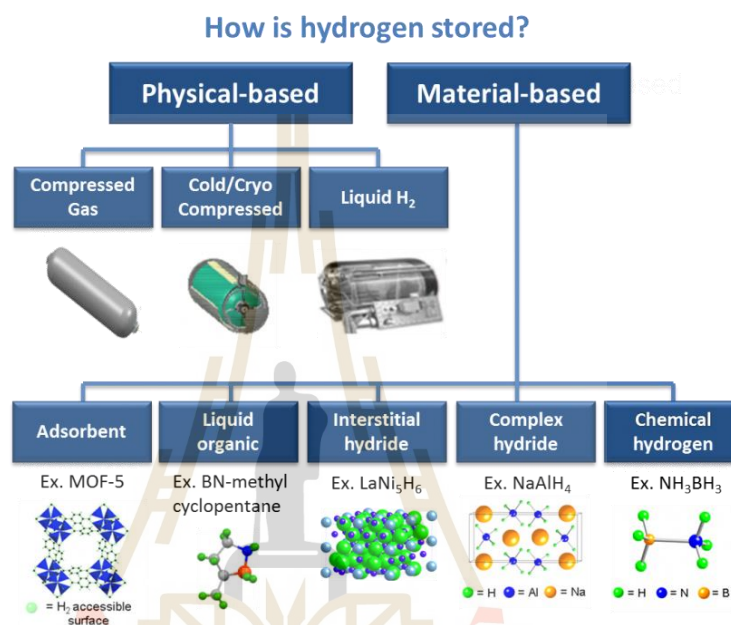 How is hydrogen stored?
Physical-based
Material-based
Compressed
Gas
Cold/Cryo
Compressed
Liquid H₂
Adsorbent
Liquid
organic
Interstitial
hydride
Complex
hydride
Chemical
hydrogen
Ex. MOF-5
Ex. BN-methyl
cyclopentane
Ex. LaNi₅H₆
Ex. NaAlH₄
Ex. NH₃BH₃
= H₂ accessible
surface
= H = Al = Na
= H = N = B